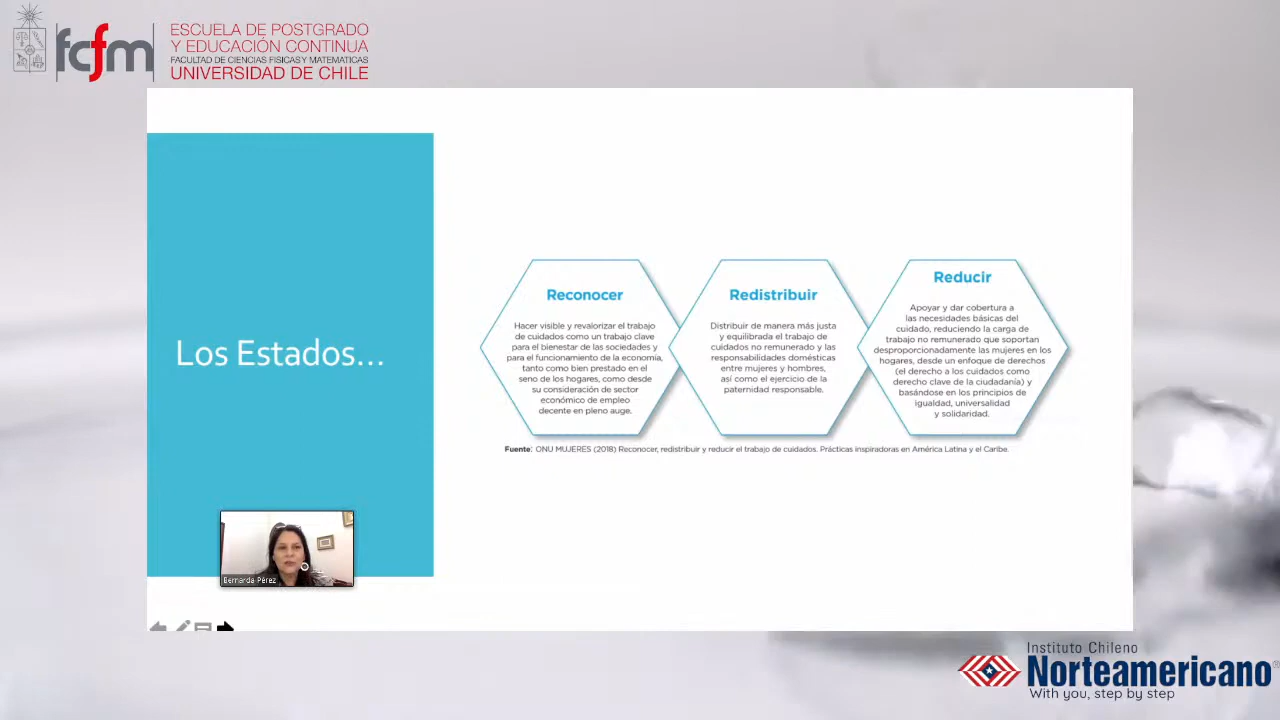 fcfm
ESCUELA DE POSTGRADO
Y EDUCACIÓN CONTINUA
FACULTAD DE CIENCIAS FISICAS Y MATEMATICAS
UNIVERSIDAD DE CHILE
Los Estados...
Reconocer
Hacer visible y revalorizar el trabajo
de cuidados como un trabajo clave
para el bienestar de las sociedades y
para el funcionamiento de la economía,
tanto como bien prestado en el
seno de los hogares, como desde
su consideración de sector
económico de empleo
decente en pleno auge.
Redistribuir
Distribuir de manera más justa
y equilibrada el trabajo de
cuidados no remunerado y las
responsabilidades domésticas
entre mujeres y hombres,
así como el ejercicio de la
paternidad responsable.
Reducir
Apoyar y dar cobertura a
las necesidades básicas del
cuidado, reduciendo la carga de
trabajo no remunerado que soportan
desproporcionadamente las mujeres en los
hogares, desde un enfoque de derechos
(el derecho a los cuidados como
derecho clave de la ciudadanía) y
basándose en los principios de
igualdad, universalidad
y solidaridad.
Fuente: ONU MUJERES (2018) Reconocer, redistribuir y reducir el trabajo de cuidados. Prácticas inspiradoras en América Latina y el Caribe.
Bernarda Pérez
Instituto Chileno
Norteamericano®
With you, step by step